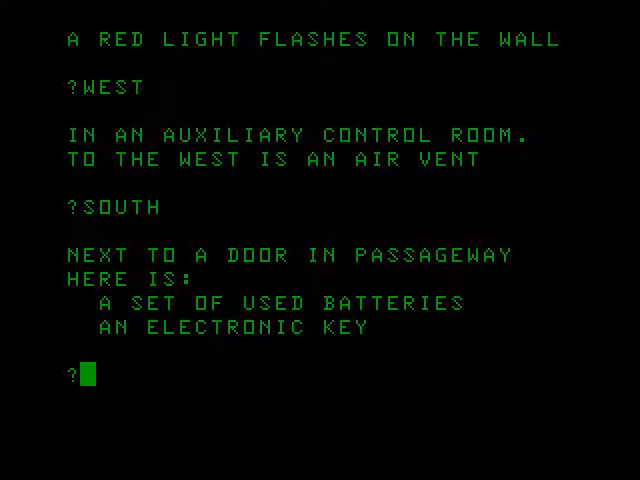 A RED LIGHT FLASHES ON THE WALL
?WEST
IN AN AUXILIARY CONTROL ROOM.
TO THE WEST IS AN AIR VENT
?SOUTH
NEXT TO A DOOR IN PASSAGEWAY
HERE IS:
A SET OF USED BATTERIES
AN ELECTRONIC KEY
?